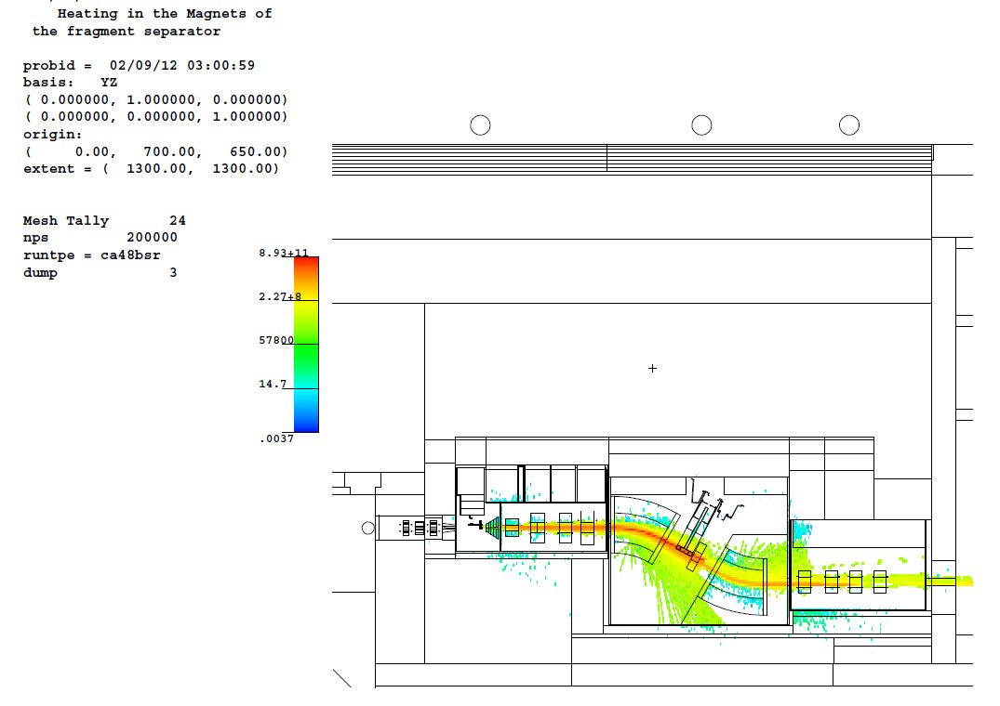 Heating in the Magnets of
the fragment separator
probid = 02/09/12 03:00:59
basis: YZ
( 0.000000, 1.000000, 0.000000)
( 0.000000, 0.000000, 1.000000)
origin:
( 0.00, 700.00, 650.00)
extent = ( 1300.00, 1300.00)
Mesh Tally 24
nps 200000
runtpe = ca48bsr
dump 3
8.93+11
2.27+8
57800
14.7
.0037